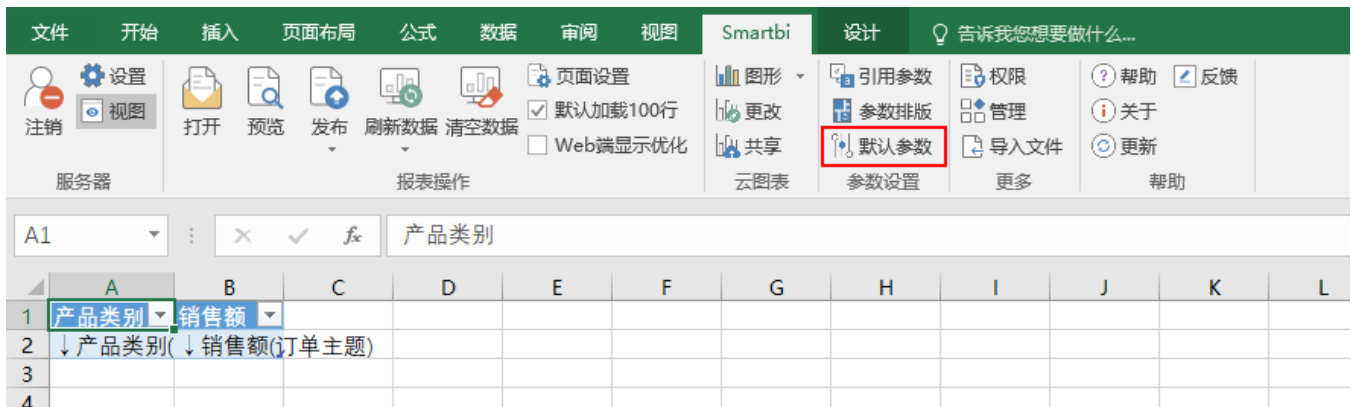 文件 开始 插入 页面布局 公式 数据 审阅 视图 Smartbi 设计 告诉我您想要做什么...
设置 页面设置 图形 引用参数 权限 帮助 反馈
视图 默认加载100行 更改 参数排版 管理 关于
注销 打开 预览 发布 刷新数据 清空数据 Web端显示优化 共享 默认参数 导入文件 更新
服务器 报表操作 云图表 参数设置 更多 帮助
A1 fx 产品类别
A B C D E F G H I J K L
1 产品类别 销售额
2 ↓产品类别( ↓销售额(订单主题)
3
4